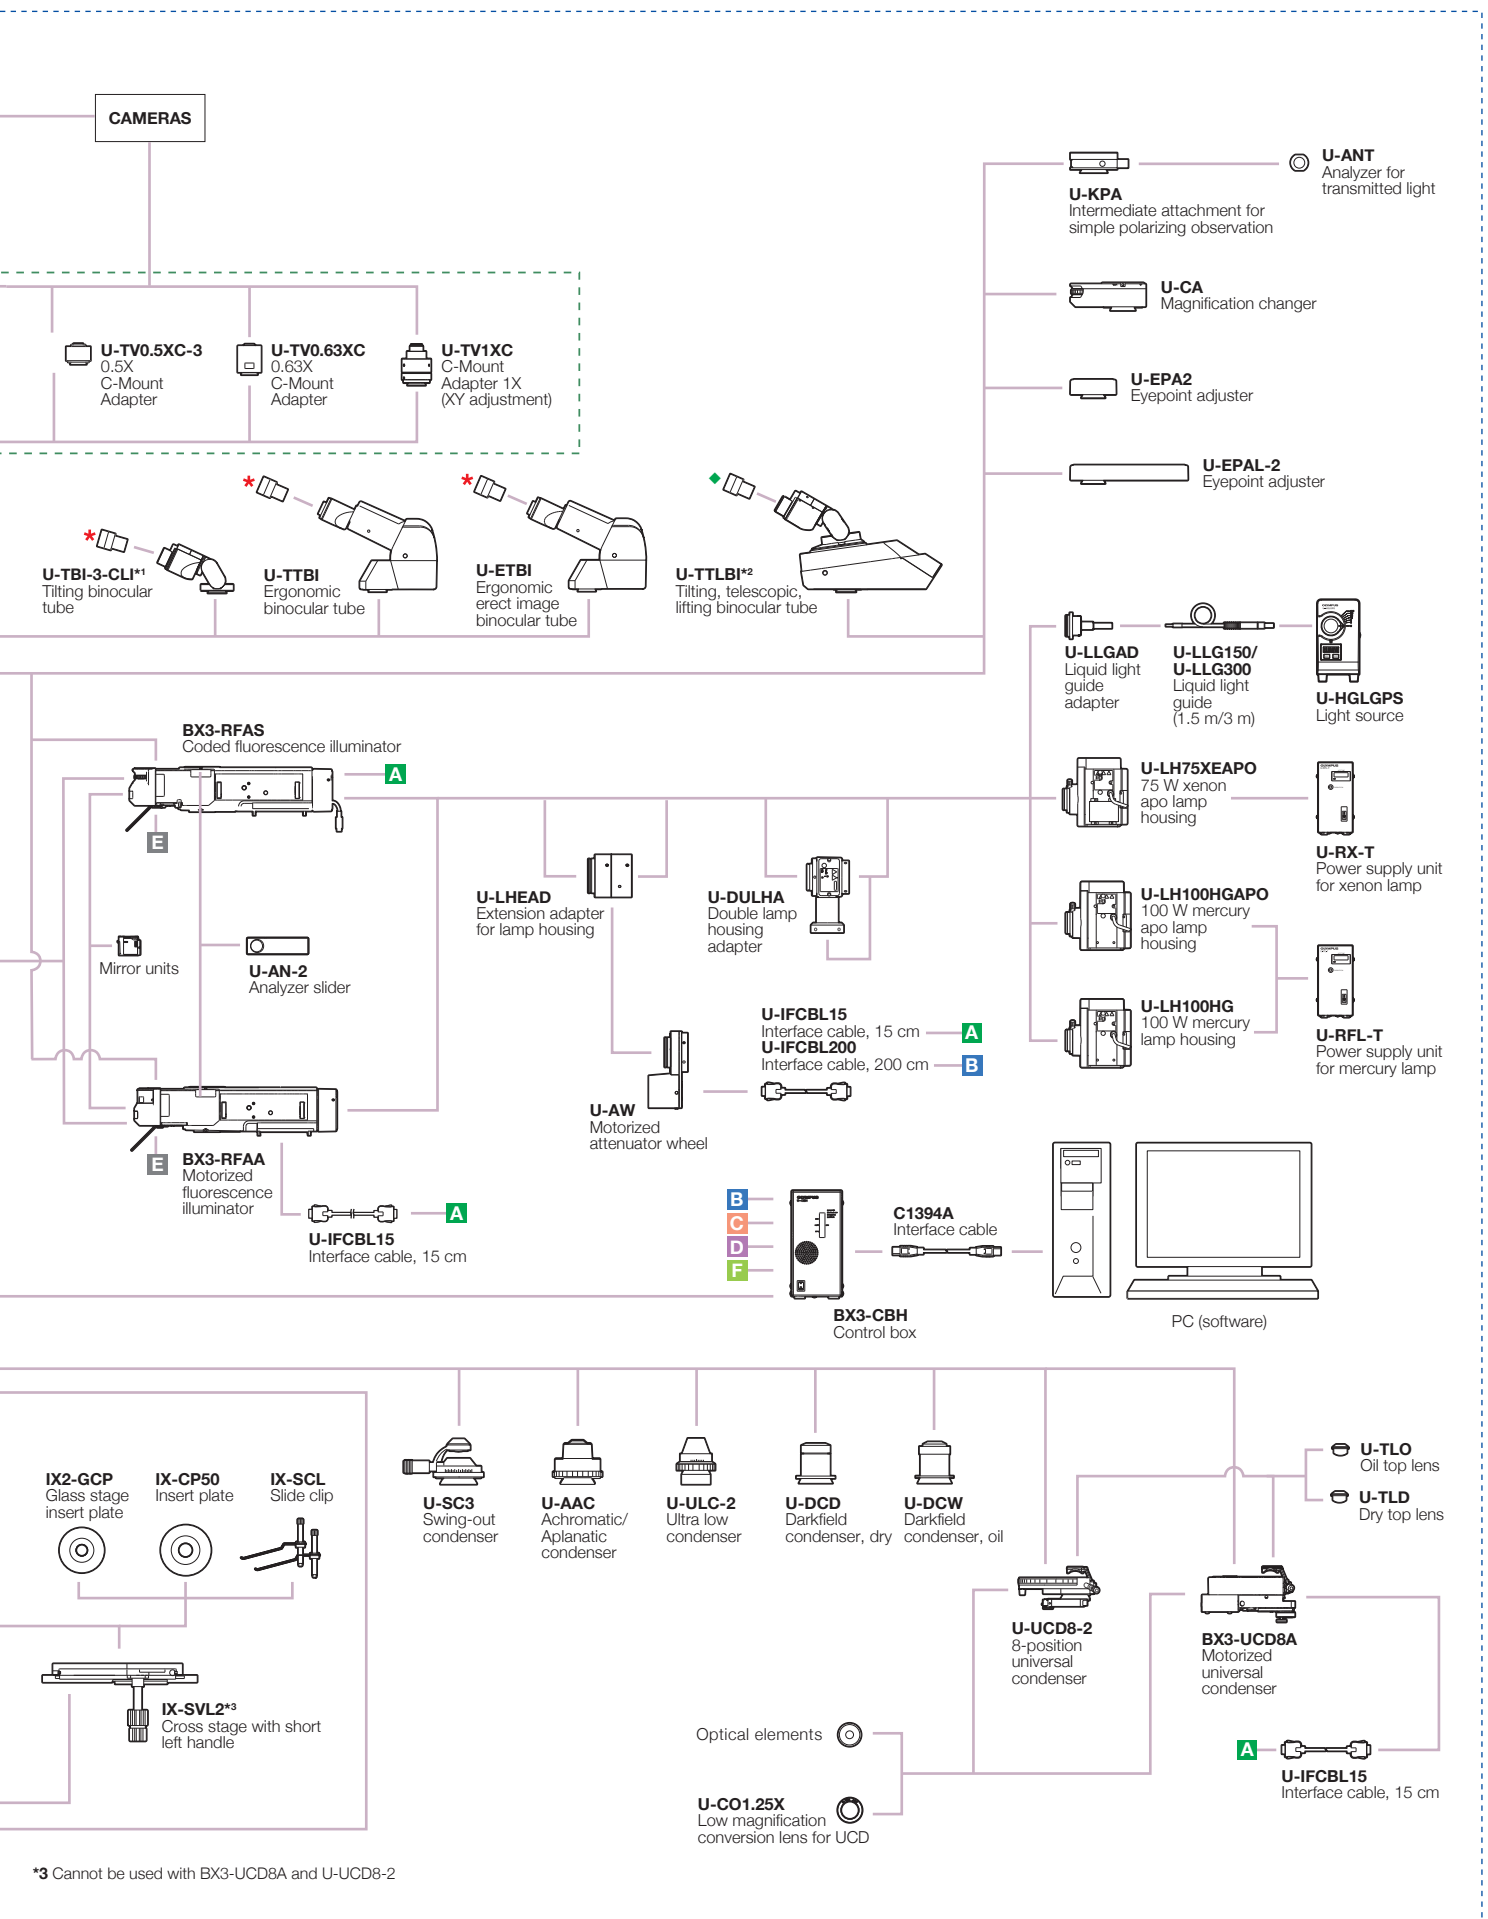 CAMERAS
U-ANT
Analyzer for
transmitted light
U-KPA
Intermediate attachment for
simple polarizing observation
U-CA
Magnification changer
U-TV0.5XC-3
0.5X
C-Mount
Adapter
U-TV0.63XC
0.63X
C-Mount
Adapter
U-TV1XC
C-Mount
Adapter 1X
(XY adjustment)
U-EPA2
Eyepoint adjuster
U-EPAL-2
Eyepoint adjuster
*
*
*
U-TBI-3-CLI*1
Tilting binocular
tube
U-TTBI
Ergonomic
binocular tube
U-ETBI
Ergonomic
erect image
binocular tube
U-TTLBI*2
Tilting, telescopic,
lifting binocular tube
U-LLGAD
Liquid light
guide
adapter
U-LLG150/
U-LLG300
Liquid light
guide
(1.5 m/3 m)
U-HGLGPS
Light source
BX3-RFAS
Coded fluorescence illuminator
A
E
U-LH75XEAPO
75 W xenon
apo lamp
housing
U-RX-T
Power supply unit
for xenon lamp
U-LHEAD
Extension adapter
for lamp housing
U-DULHA
Double lamp
housing
adapter
U-LH100HGAPO
100 W mercury
apo lamp
housing
Mirror units
U-AN-2
Analyzer slider
U-LH100HG
100 W mercury
lamp housing
U-RFL-T
Power supply unit
for mercury lamp
U-IFCBL15
Interface cable, 15 cm
A
U-IFCBL200
Interface cable, 200 cm
B
U-AW
Motorized
attenuator wheel
E
BX3-RFAA
Motorized
fluorescence
illuminator
A
U-IFCBL15
Interface cable, 15 cm
B
C
D
F
C1394A
Interface cable
BX3-CBH
Control box
PC (software)
IX2-GCP
Glass stage
insert plate
IX-CP50
Insert plate
IX-SCL
Slide clip
U-SC3
Swing-out
condenser
U-AAC
Achromatic/
Aplanatic
condenser
U-ULC-2
Ultra low
condenser
U-DCD
Darkfield
condenser, dry
U-DCW
Darkfield
condenser, oil
U-TLO
Oil top lens
U-TLD
Dry top lens
U-UCD8-2
8-position
universal
condenser
BX3-UCD8A
Motorized
universal
condenser
IX-SVL2*3
Cross stage with short
left handle
Optical elements
A
U-IFCBL15
Interface cable, 15 cm
U-CO1.25X
Low magnification
conversion lens for UCD
*3 Cannot be used with BX3-UCD8A and U-UCD8-2